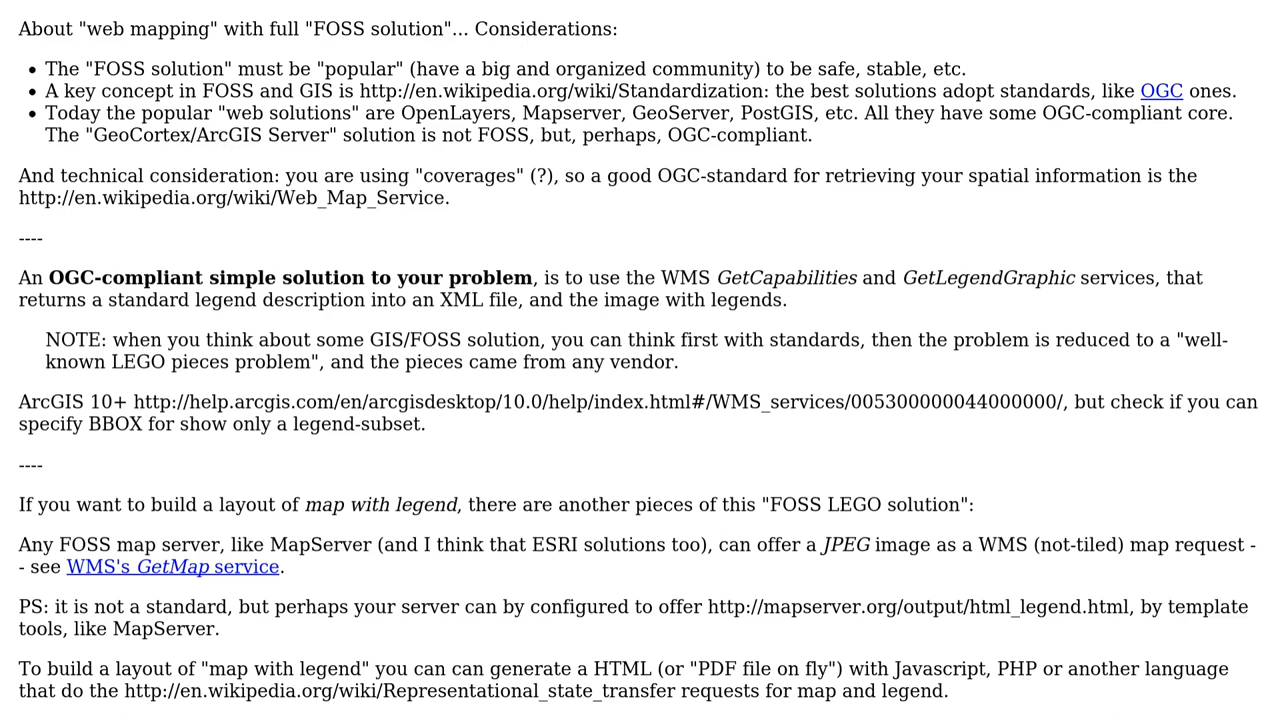 About "web mapping" with full "FOSS solution"... Considerations:
• The "FOSS solution" must be "popular" (have a big and organized community) to be safe, stable, etc.
• A key concept in FOSS and GIS is http://en.wikipedia.org/wiki/Standardization: the best solutions adopt standards, like OGC ones.
• Today the popular "web solutions" are OpenLayers, Mapserver, GeoServer, PostGIS, etc. All they have some OGC-compliant core.
The "GeoCortex/ArcGIS Server" solution is not FOSS, but, perhaps, OGC-compliant.
And technical consideration: you are using "coverages" (?), so a good OGC-standard for retrieving your spatial information is the
http://en.wikipedia.org/wiki/Web_Map_Service.
----
An OGC-compliant simple solution to your problem, is to use the WMS GetCapabilities and GetLegendGraphic services, that
returns a standard legend description into an XML file, and the image with legends.
NOTE: when you think about some GIS/FOSS solution, you can think first with standards, then the problem is reduced to a "well-
known LEGO pieces problem", and the pieces came from any vendor.
ArcGIS 10+ http://help.arcgis.com/en/arcgisdesktop/10.0/help/index.html#/WMS_services/005300000044000000/, but check if you can
specify BBOX for show only a legend-subset.
----
If you want to build a layout of map with legend, there are another pieces of this "FOSS LEGO solution":
Any FOSS map server, like MapServer (and I think that ESRI solutions too), can offer a JPEG image as a WMS (not-tiled) map request -
- see WMS's GetMap service.
PS: it is not a standard, but perhaps your server can by configured to offer http://mapserver.org/output/html_legend.html, by template
tools, like MapServer.
To build a layout of "map with legend" you can can generate a HTML (or "PDF file on fly") with Javascript, PHP or another language
that do the http://en.wikipedia.org/wiki/Representational_state_transfer requests for map and legend.